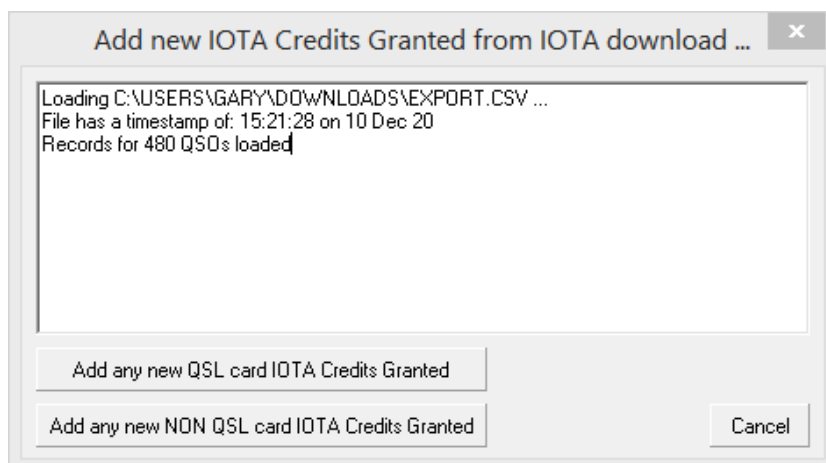 Add new IOTA Credits Granted from IOTA download ...
x
Loading C:\USERS\GARY\DOWNLOADS\EXPORT.CSV ...
File has a timestamp of: 15:21:28 on 10 Dec 20
Records for 480 QSOs loaded
Add any new QSL card IOTA Credits Granted
Add any new NON QSL card IOTA Credits Granted
Cancel